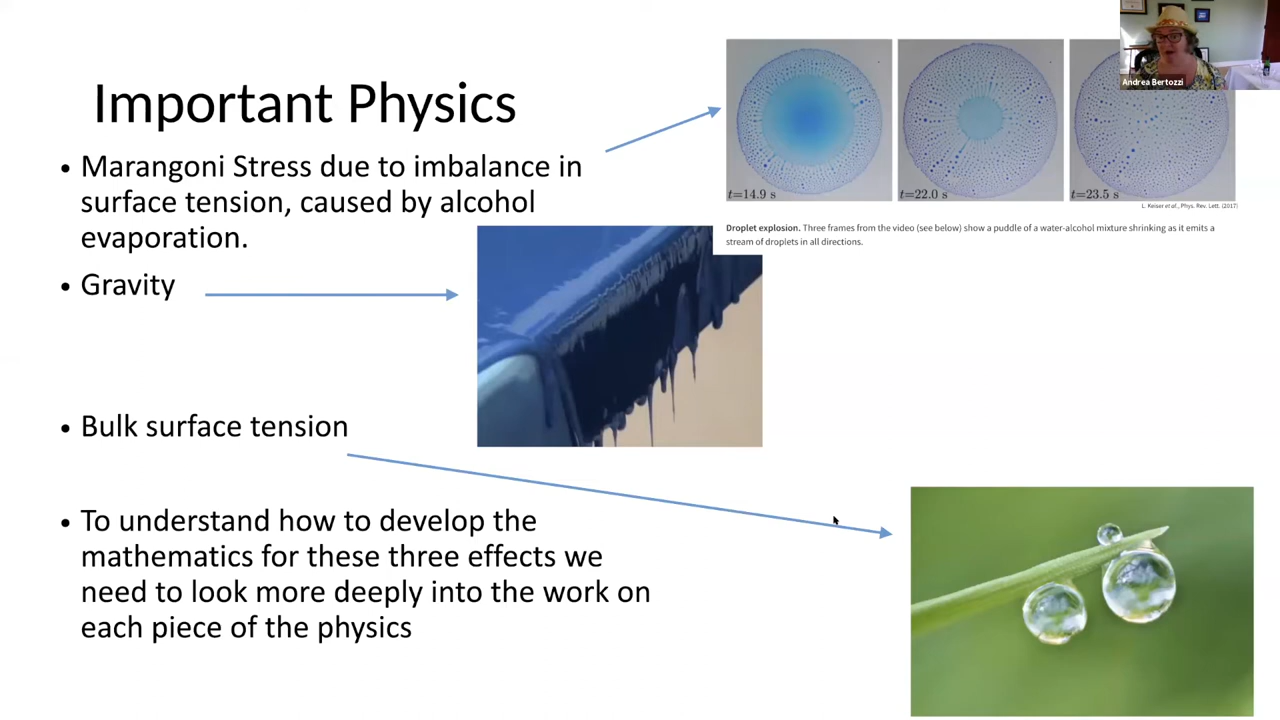 Important Physics
• Marangoni Stress due to imbalance in
surface tension, caused by alcohol
evaporation.
• Gravity
• Bulk surface tension
• To understand how to develop the
mathematics for these three effects we
need to look more deeply into the work on
each piece of the physics
t=14.9 s
t=22.0 s
t=23.5 s
L. Keiser et al., Phys. Rev. Lett. (2017)
Droplet explosion. Three frames from the video (see below) show a puddle of a water-alcohol mixture shrinking as it emits a
stream of droplets in all directions.
Andrea Bertozzi